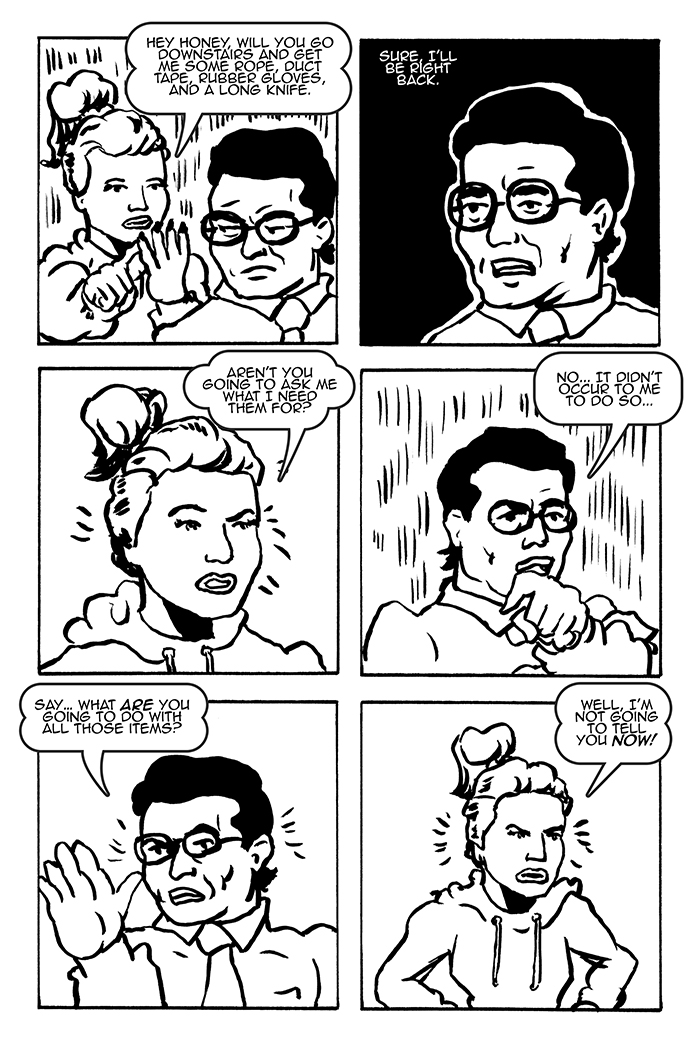 HEY HONEY, WILL YOU GO
DOWNSTAIRS AND GET
ME SOME ROPE, DUCT
TAPE, RUBBER GLOVES,
AND A LONG KNIFE.
SURE, I'LL
BE RIGHT
BACK.
AREN'T YOU
GOING TO ASK ME
WHAT I NEED
THEM FOR?
NO... IT DIDN'T
OCCUR TO ME
TO DO SO...
SAY... WHAT ARE YOU
GOING TO DO WITH
ALL THOSE ITEMS?
WELL, I'M
NOT GOING
TO TELL
YOU NOW!